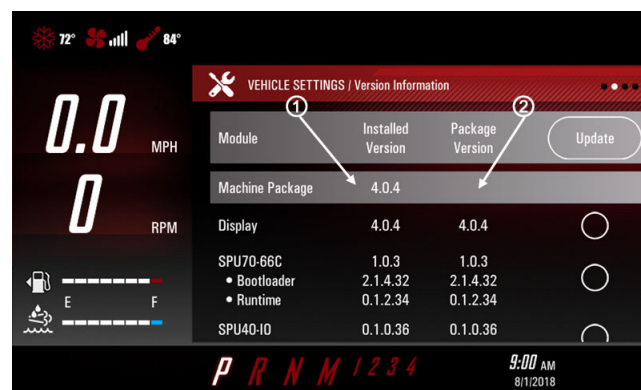 72° 84°
VEHICLE SETTINGS / Version Information
1 2
0.0 MPH
Module Installed Version Package Version Update
Machine Package 4.0.4
0 RPM
Display 4.0.4 4.0.4
SPU70-66C 1.0.3 1.0.3
• Bootloader 2.1.4.32 2.1.4.32
• Runtime 0.1.2.34 0.1.2.34
E F
SPU40-IO 0.1.0.36 0.1.0.36
P R N M 1 2 3 4
9:00 AM
8/1/2018